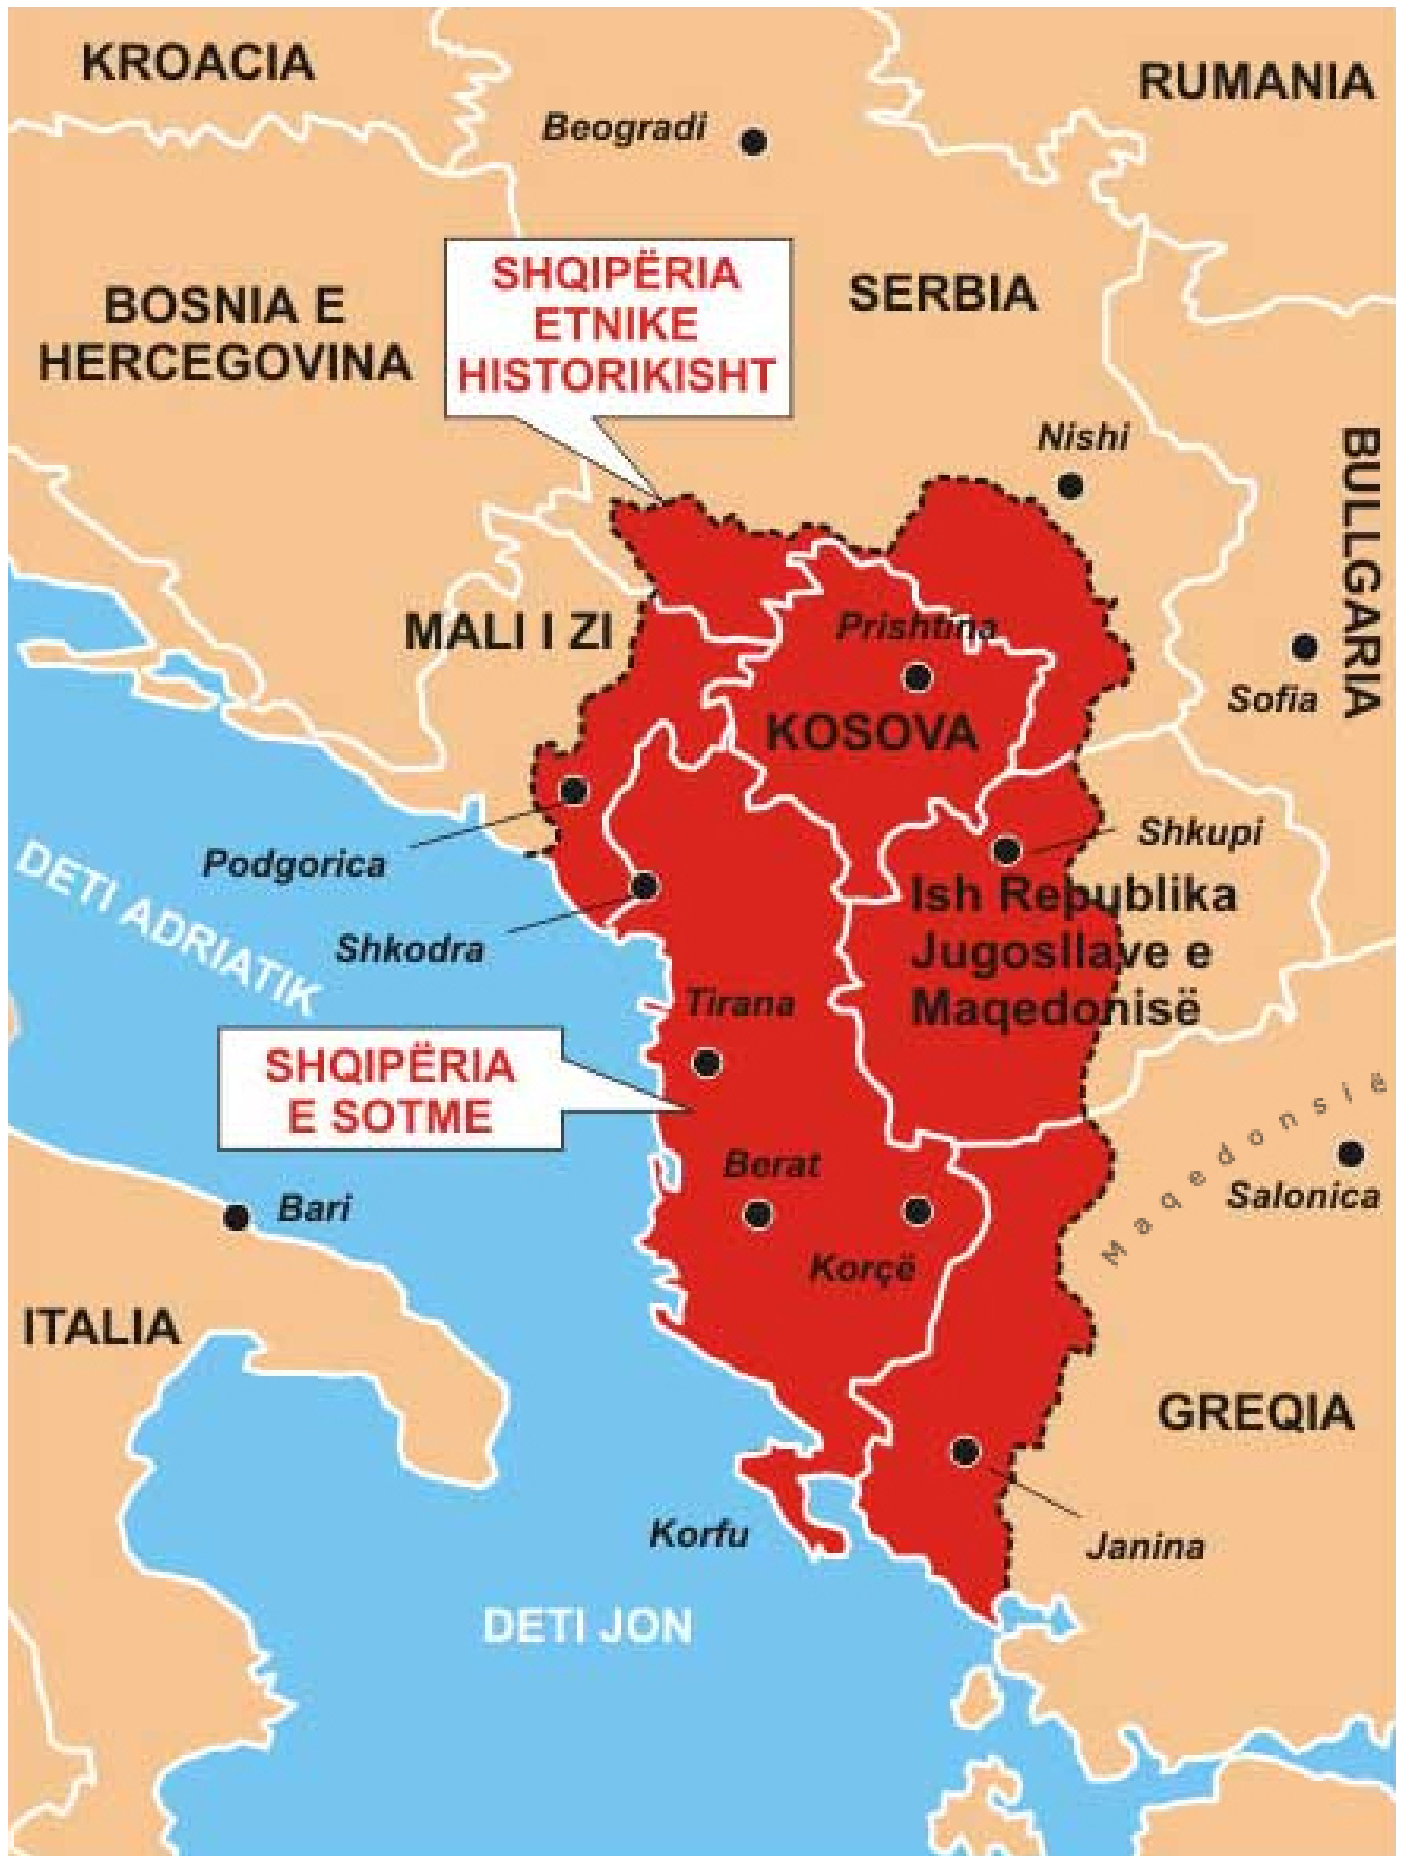 KROACIA
RUMANIA
Beogradi
SHQIPËRIA
ETNIKE
HISTORIKISHT
BOSNIA E
HERCEGOVINA
SERBIA
Nishi
BULLGARIA
MALI I ZI
Prishtina
Sofia
KOSOVA
Shkupi
Podgorica
DETI ADRIATIK
Ish Republika
Jugosllave e
Maqedonisë
Shkodra
Tirana
SHQIPËRIA
E SOTME
Maqedonsië
Berat
Salonica
Bari
Korçë
ITALIA
GREQIA
Korfu
Janina
DETI JON